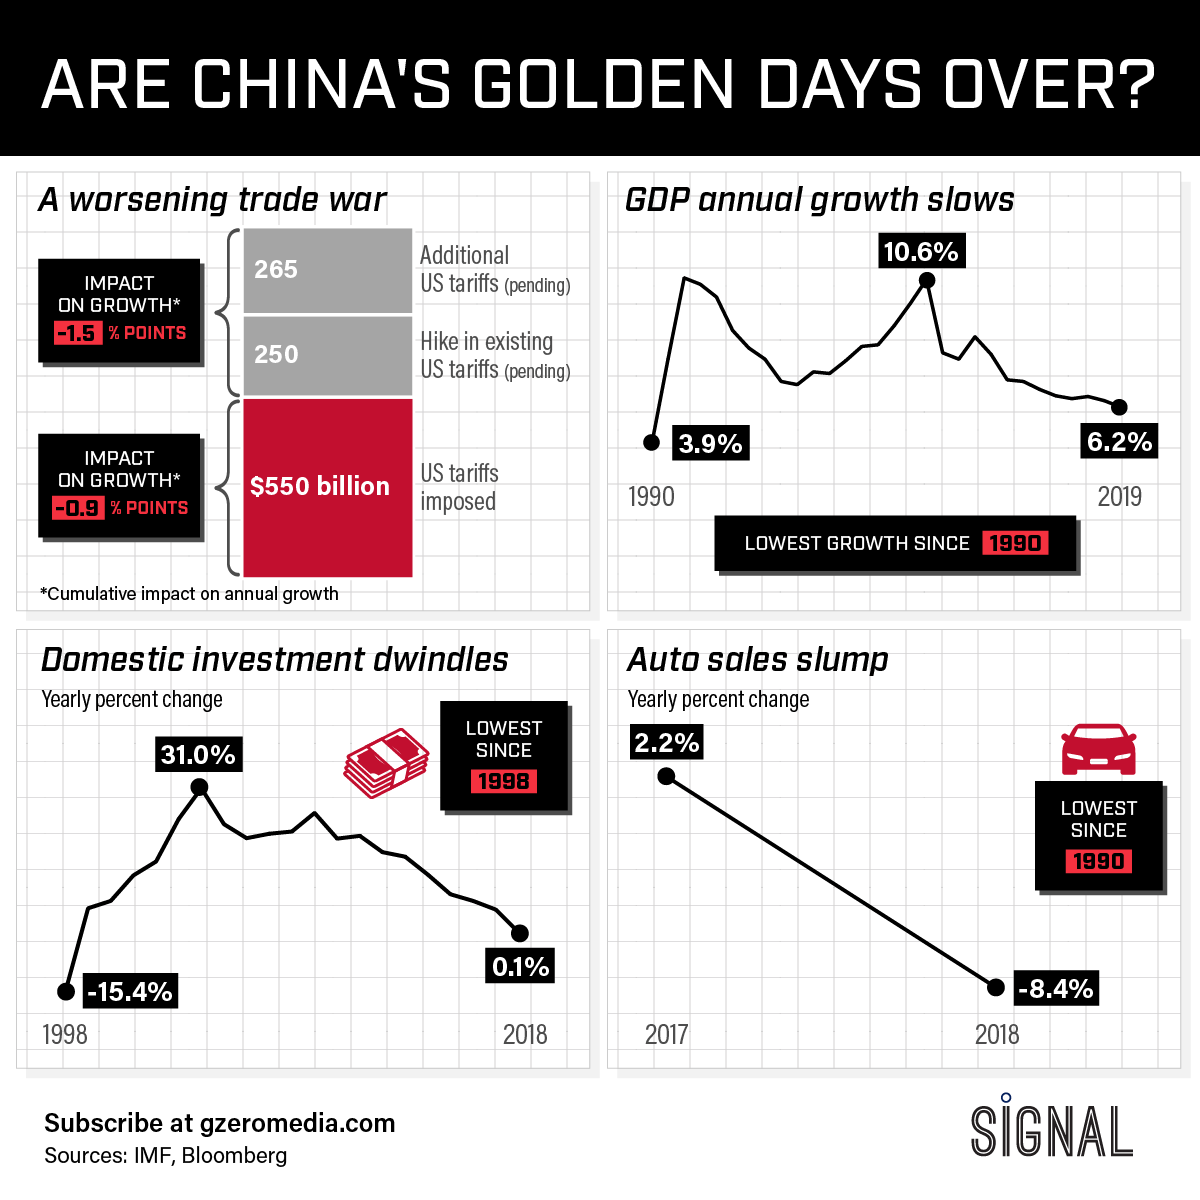 ARE CHINA'S GOLDEN DAYS OVER?
A worsening trade war
IMPACT
ON GROWTH*
-1.5 % POINTS
265
Additional
US tariffs (pending)
250
Hike in existing
US tariffs (pending)
IMPACT
ON GROWTH*
-0.9 % POINTS
$550 billion
US tariffs
imposed
*Cumulative impact on annual growth
GDP annual growth slows
10.6%
3.9%
6.2%
1990
2019
LOWEST GROWTH SINCE 1990
Domestic investment dwindles
Yearly percent change
LOWEST
SINCE
1998
31.0%
-15.4%
0.1%
1998
2018
Auto sales slump
Yearly percent change
2.2%
LOWEST
SINCE
1990
-8.4%
2017
2018
Subscribe at gzeromedia.com
Sources: IMF, Bloomberg
SIGNAL